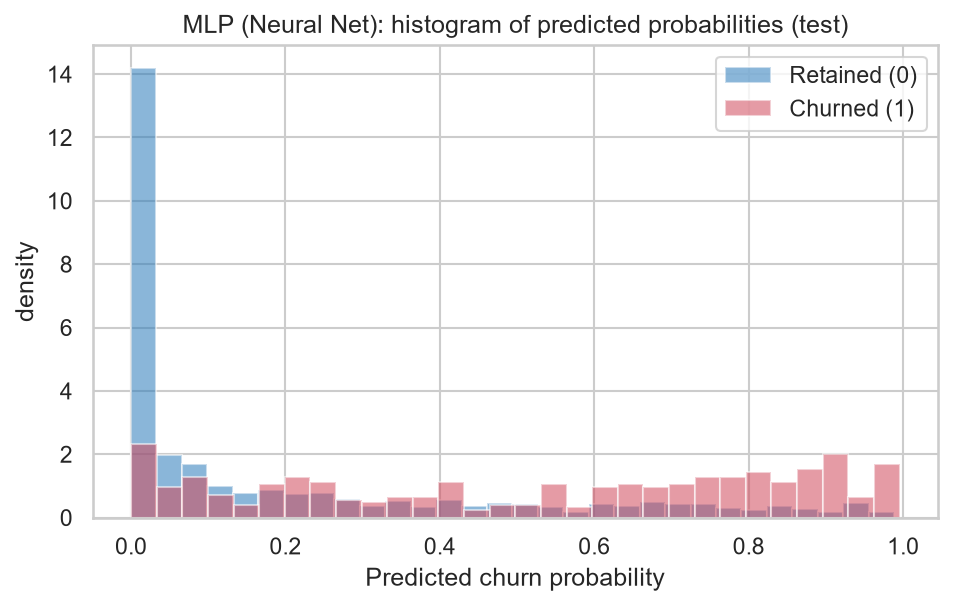 MLP (Neural Net): histogram of predicted probabilities (test)
Retained (0)
Churned (1)
density
14
12
10
8
6
4
2
0
0.0 0.2 0.4 0.6 0.8 1.0
Predicted churn probability